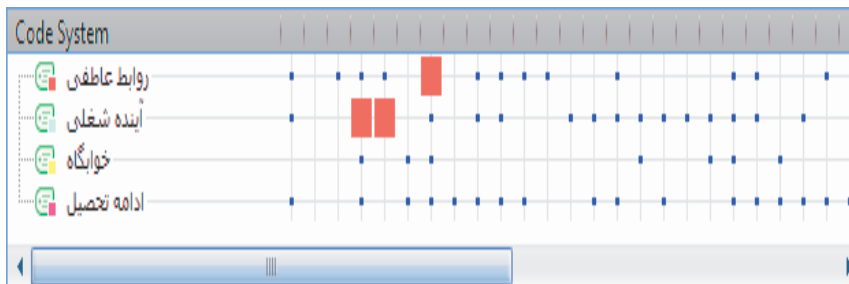 Code System
روابط عاطفی
آینده شغلی
خوابگاه
ادامه تحصیل